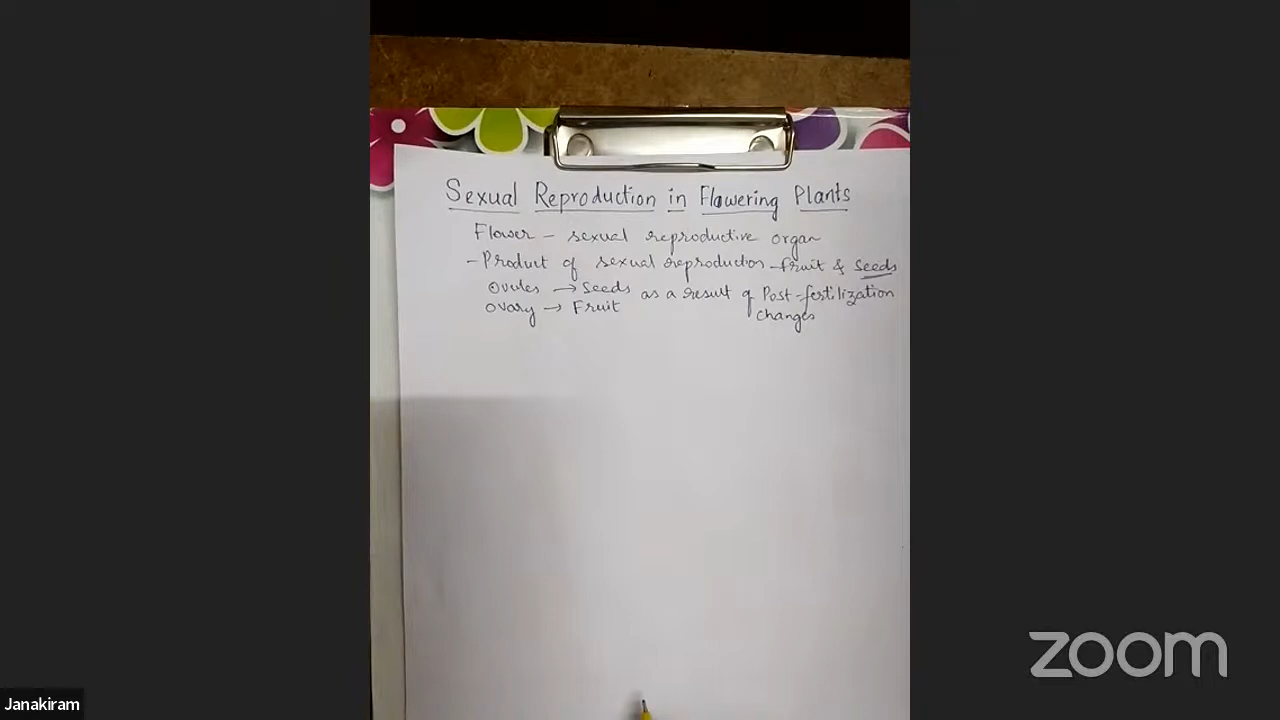 Sexual Reproduction in Flowering Plants
Flower - sexual reproductive organ
- Product of sexual reproduction - fruit & seeds
Ovules → Seeds as a result of Post-fertilization
Ovary → Fruit changes
zoom
Janakiram